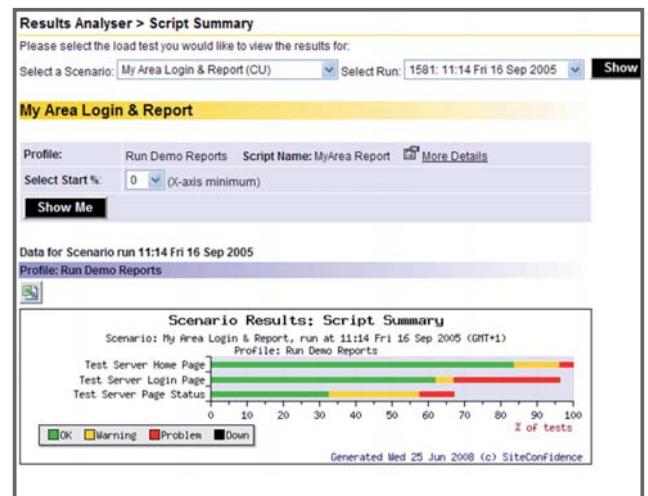 Results Analyser > Script Summary
Please select the load test you would like to view the results for:
Select a Scenario: My Area Login & Report (CU) Select Run: 1581: 11:14 Fri 16 Sep 2005 Show
My Area Login & Report
Profile: Run Demo Reports Script Name: MyArea Report More Details
Select Start %: 0 (X-axis minimum)
Show Me
Data for Scenario run 11:14 Fri 16 Sep 2005
Profile: Run Demo Reports
Scenario Results: Script Summary
Scenario: My Area Login & Report, run at 11:14 Fri 16 Sep 2005 (GMT+1)
Profile: Run Demo Reports
Test Server Home Page
Test Server Login Page
Test Server Page Status
0 10 20 30 40 50 60 70 80 90 100
% of tests
OK Warning Problem Down
Generated Wed 25 Jun 2008 (c) SiteConfidence